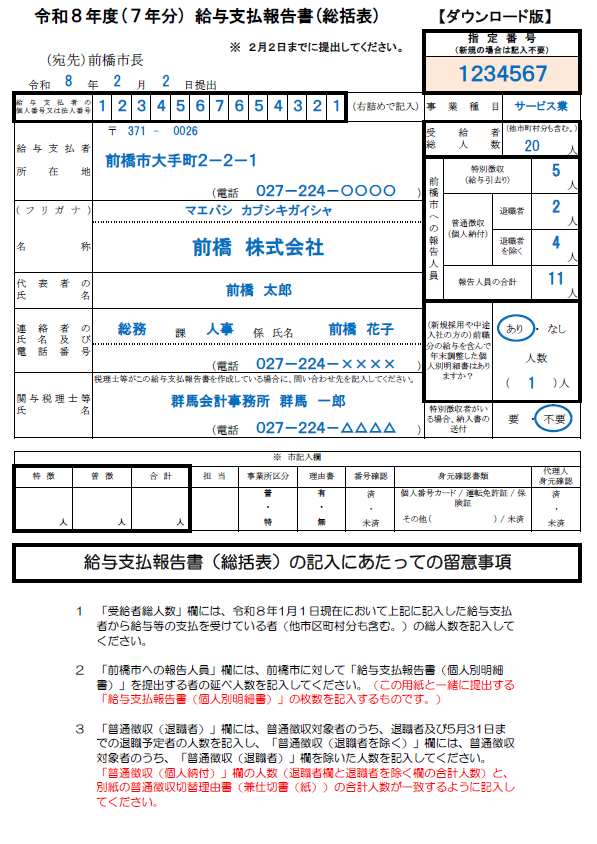 令和８年度（７年分） 給与支払報告書（総括表）
【ダウンロード版】
（宛先）前橋市長
※ ２月２日までに提出してください。
令和 8 年 2 月 2 日提出
指定番号
（新規の場合は記入不要）
1234567
給与支払者の
個人番号又は法人番号
1 2 3 4 5 6 7 6 5 4 3 2 1
（右詰めで記入）
事業種目 サービス業
給与支払者
所在地
〒 371 － 0026
前橋市大手町２－２－１
（電話 027－224－〇〇〇〇 ）
受給者
総人数
（他市町村分も含む。）
20 人
前橋市への報告人員
特別徴収
（給与引去り）
5 人
普通徴収
（個人納付）
退職者
2 人
退職者
を除く
4 人
報告人員の合計
11 人
（フリガナ）
マエバシ カブシキガイシャ
名称
前橋 株式会社
代表者の
氏名
前橋 太郎
連絡者の
氏名及び
電話番号
総務 課 人事 係 氏名 前橋 花子
（電話 027－224－×××× ）
（新規採用や中途
入社の方の）前職
分の給与を含んで
年末調整した個
人別明細書はあり
ますか？
あり ・ なし
人数
（ 1 ）人
関与税理士等
氏名
税理士等がこの給与支払報告書を作成している場合に、問い合わせ先を記入してください。
群馬会計事務所 群馬 一郎
（電話 027－224－△△△△ ）
特別徴収者がい
る場合、納入書の
送付
要 ・ 不要
※ 市記入欄
特徴 普徴 合計 担当 事業所区分 理由書 番号確認 身元確認書類 代理人
身元確認
人 人 人
普
・
特
有
・
無
済
・
未済
個人番号カード / 運転免許証 / 保
険証
その他（ ）/ 未済
済
・
未済
給与支払報告書（総括表）の記入にあたっての留意事項
１ 「受給者総人数」欄には、令和８年１月１日現在において上記に記入した給与支払
者から給与等の支払を受けている者（他市区町村分も含む。）の総人数を記入して
ください。
２ 「前橋市への報告人員」欄には、前橋市に対して「給与支払報告書（個人別明細
書）」を提出する者の延べ人数を記入してください。（この用紙と一緒に提出する
「給与支払報告書（個人別明細書）」の枚数を記入するものです。）
３ 「普通徴収（退職者）」欄には、普通徴収対象者のうち、退職者及び5月31日ま
での退職予定者の人数を記入し、「普通徴収（退職者を除く）」欄には、普通徴収
対象者のうち、「普通徴収（退職者）」欄を除いた人数を記入してください。
「普通徴収（個人納付）」欄の人数（退職者欄と退職者を除く欄の合計人数）と、
別紙の普通徴収切替理由書（兼仕切書（紙））の合計人数が一致するように記入し
てください。